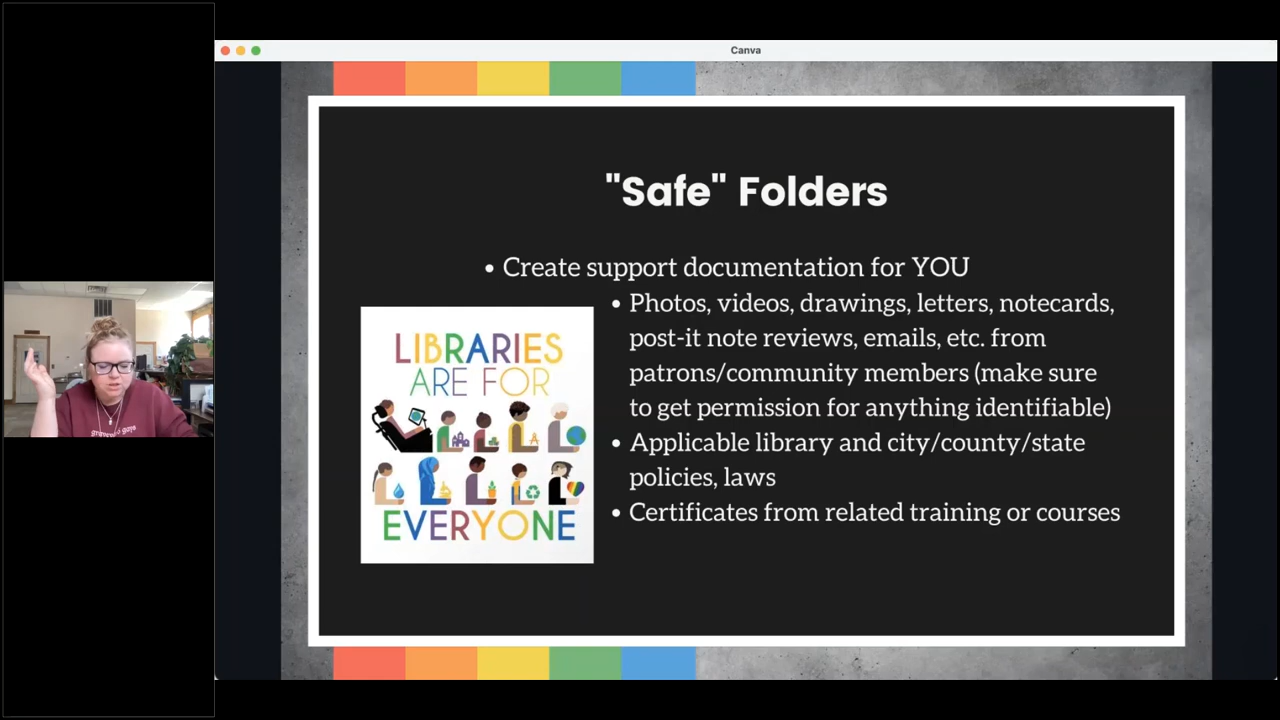 Canva
"Safe" Folders
• Create support documentation for YOU
• Photos, videos, drawings, letters, notecards,
post-it note reviews, emails, etc. from
patrons/community members (make sure
to get permission for anything identifiable)
• Applicable library and city/county/state
policies, laws
• Certificates from related training or courses
LIBRARIES
ARE FOR
EVERYONE